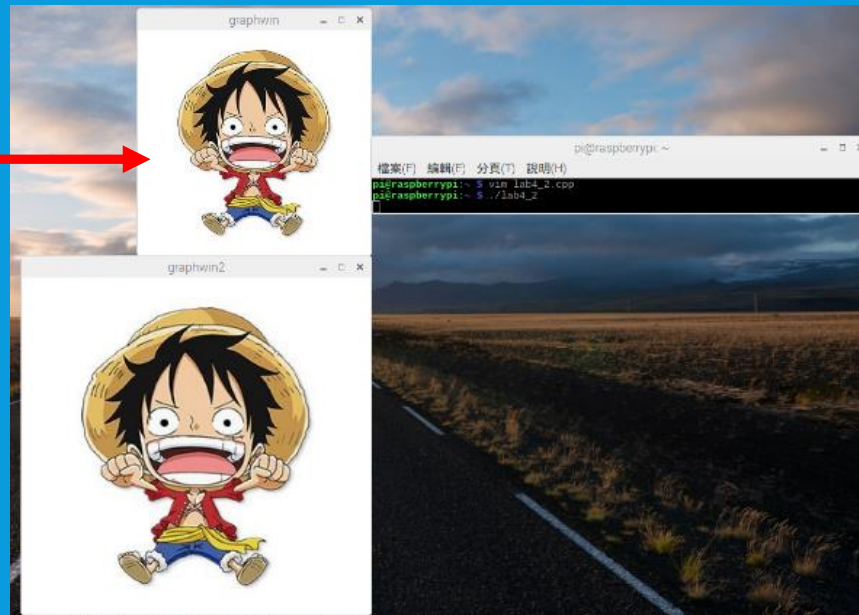 graphwin
pi@raspberrypi: ~
檔案(F) 編輯(E) 分頁(T) 說明(H)
pi@raspberrypi:~ $ vim lab4_2.cpp
pi@raspberrypi:~ $ ./lab4_2
graphwin2